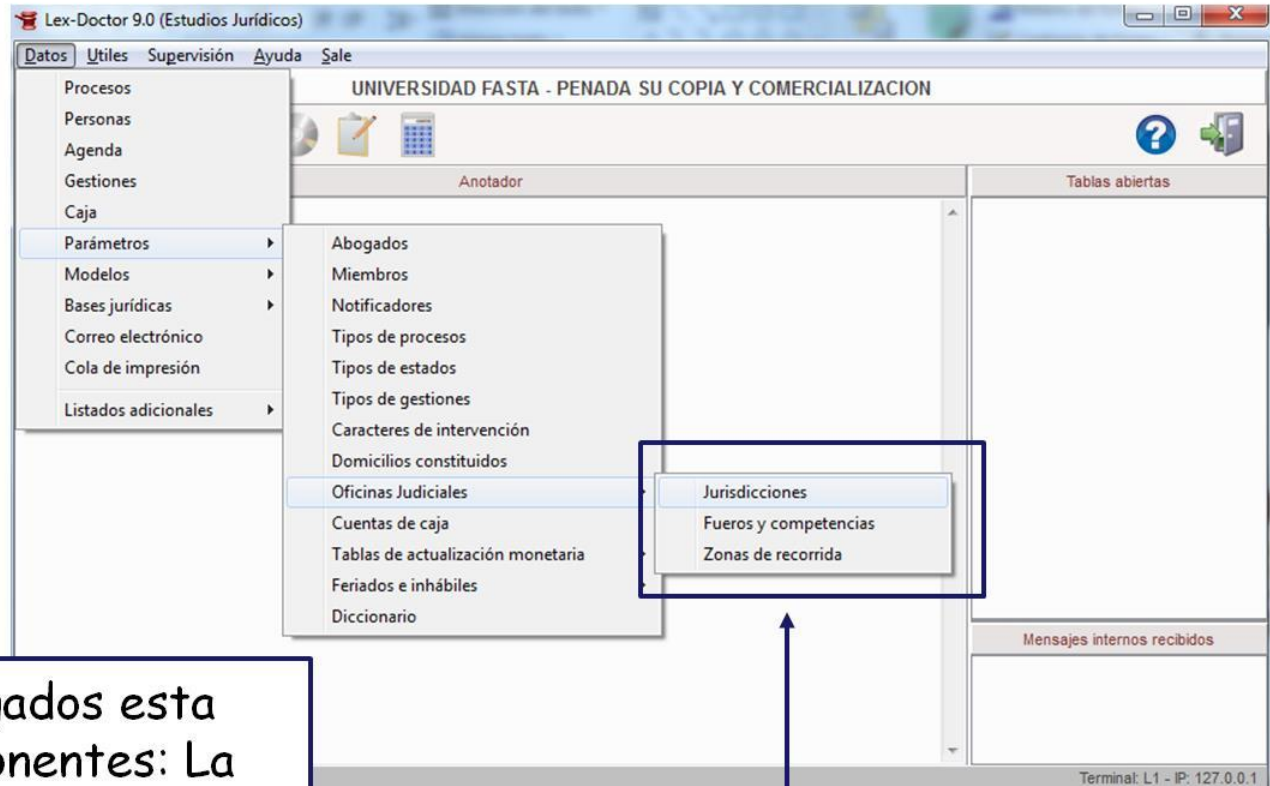 Lex-Doctor 9.0 (Estudios Jurídicos)
Datos Utiles Supervisión Ayuda Sale
UNIVERSIDAD FASTA - PENADA SU COPIA Y COMERCIALIZACION
Procesos
Personas
Agenda
Gestiones
Caja
Parámetros
Modelos
Bases jurídicas
Correo electrónico
Cola de impresión
Listados adicionales
Anotador
Tablas abiertas
Abogados
Miembros
Notificadores
Tipos de procesos
Tipos de estados
Tipos de gestiones
Caracteres de intervención
Domicilios constituidos
Oficinas Judiciales
Cuentas de caja
Tablas de actualización monetaria
Feriados e inhábiles
Diccionario
Jurisdicciones
Fueros y competencias
Zonas de recorrida
Mensajes internos recibidos
esta
La
Terminal: L1 - IP: 127.0.0.1